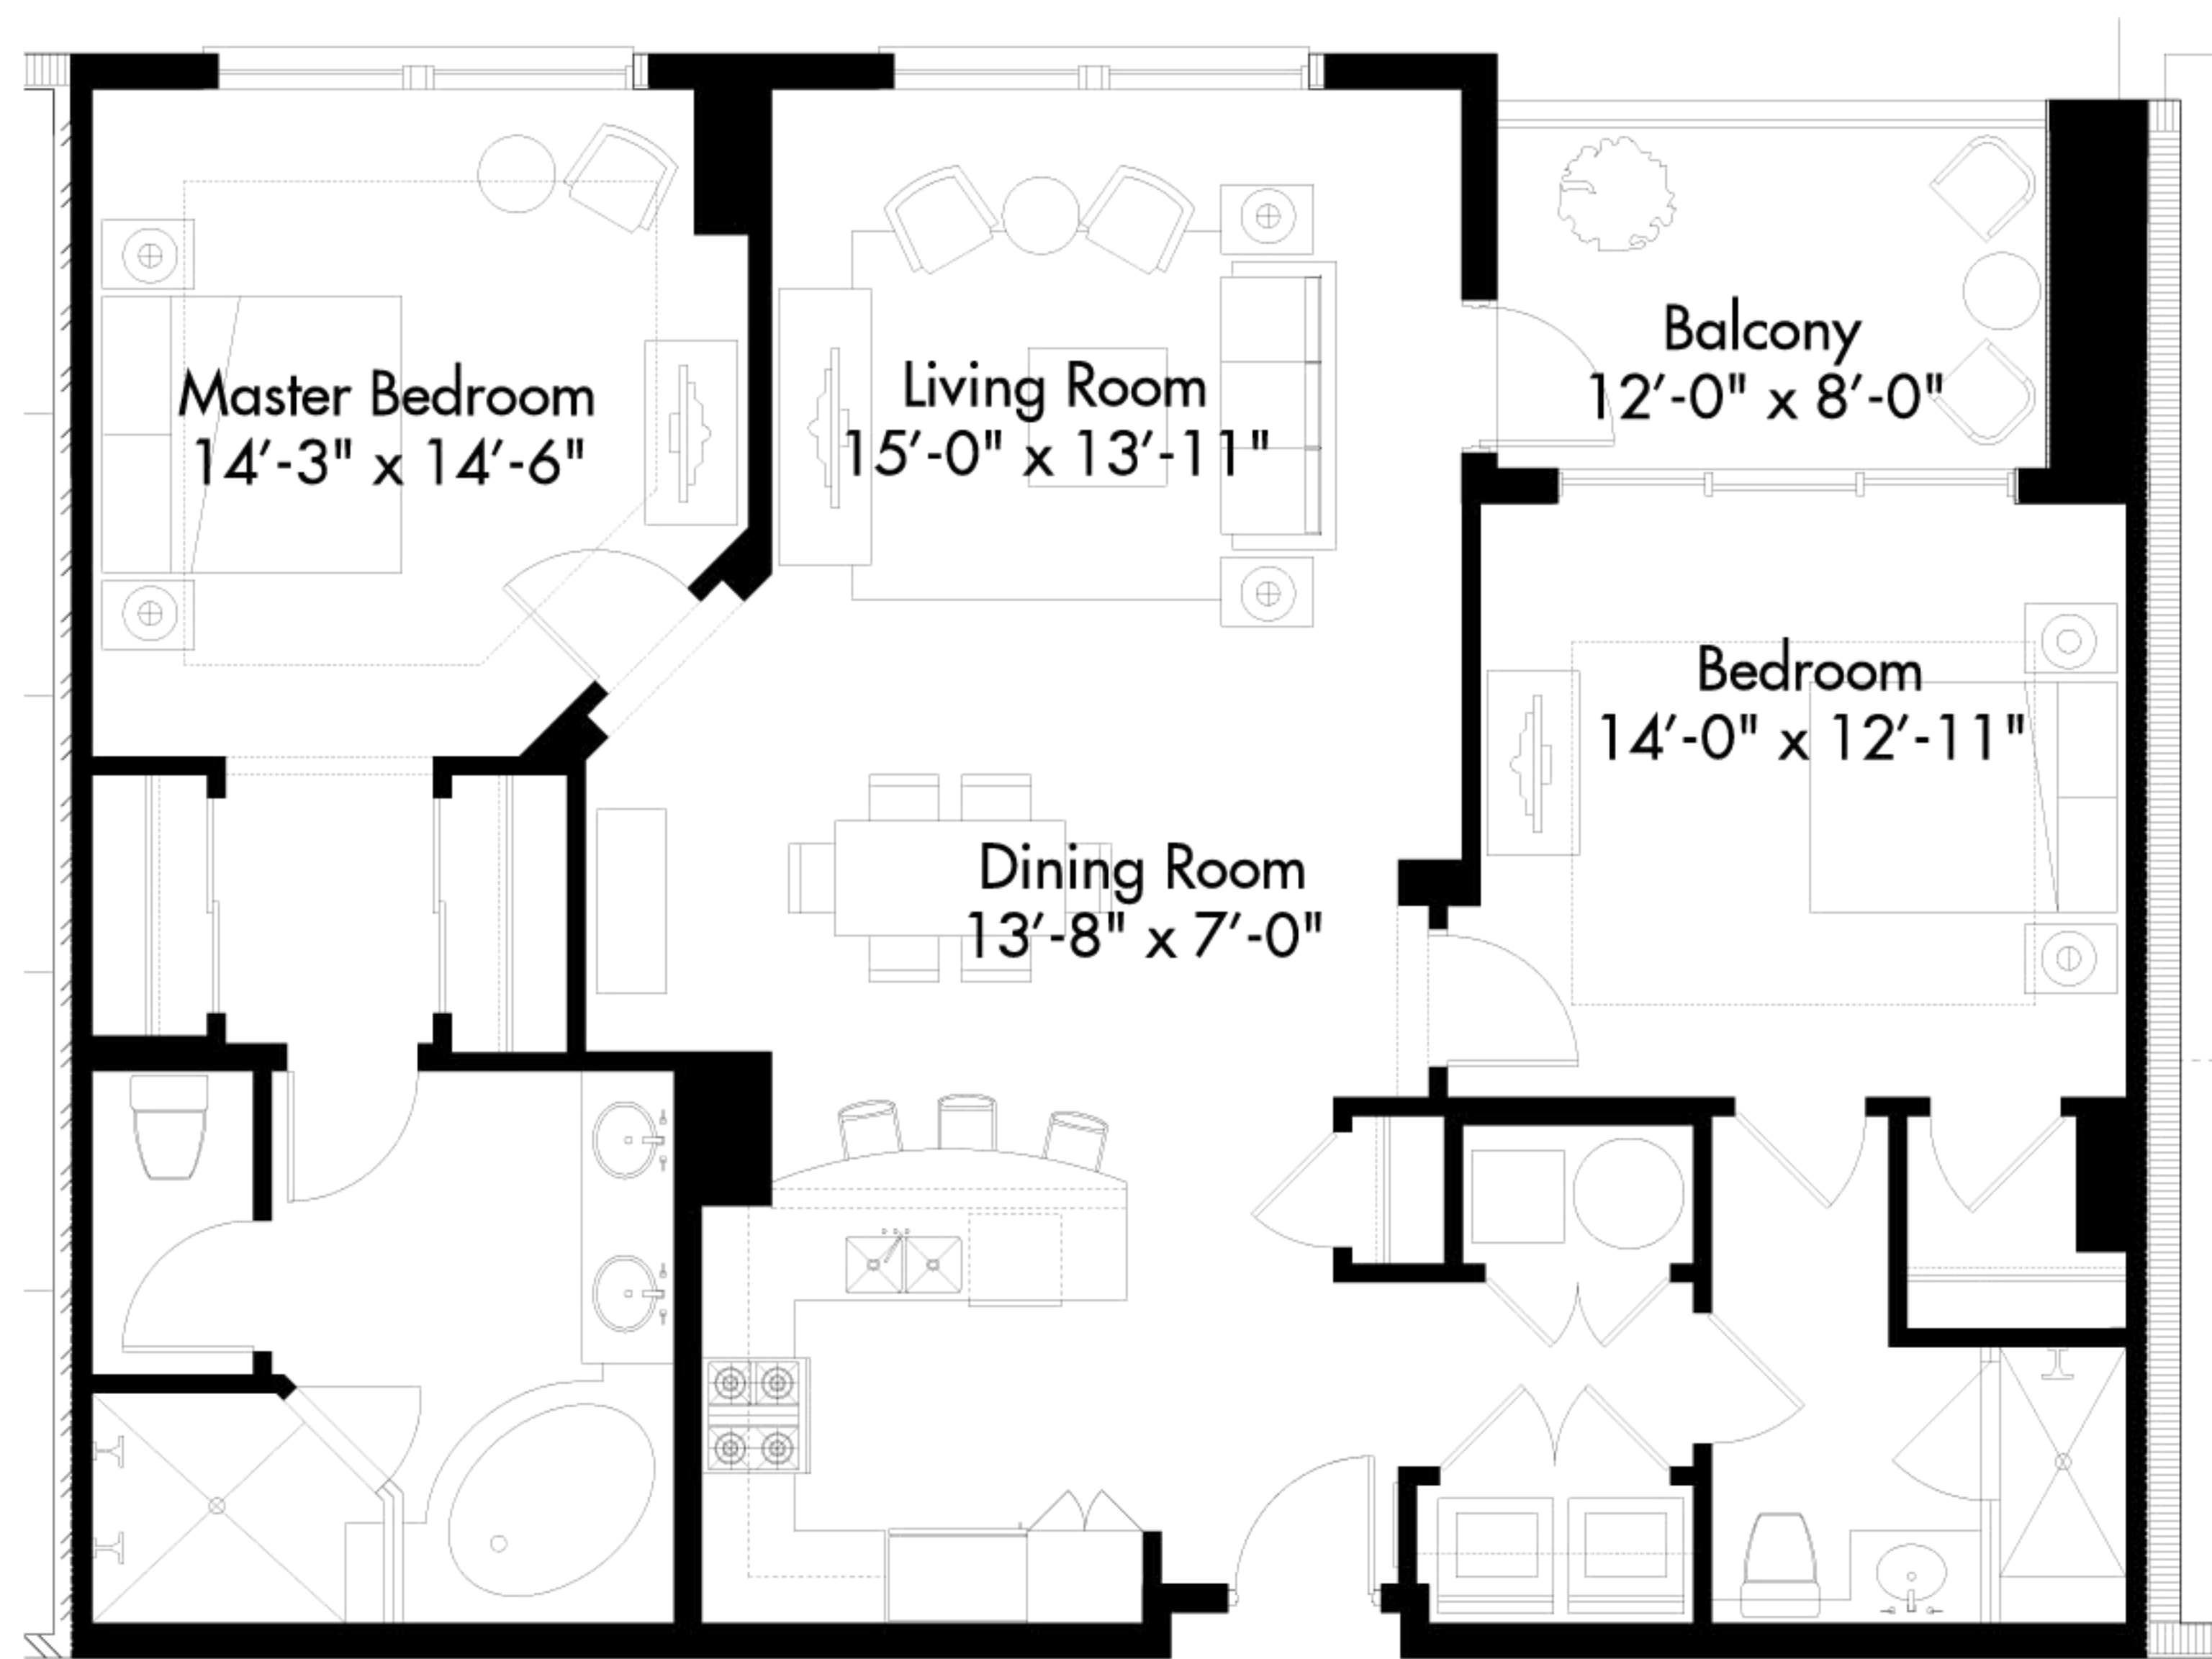 Master Bedroom
14'-3" x 14'-6"
Living Room
15'-0" x 13'-11"
Balcony
12'-0" x 8'-0"
Bedroom
14'-0" x 12'-11"
Dining Room
13'-8" x 7'-0"